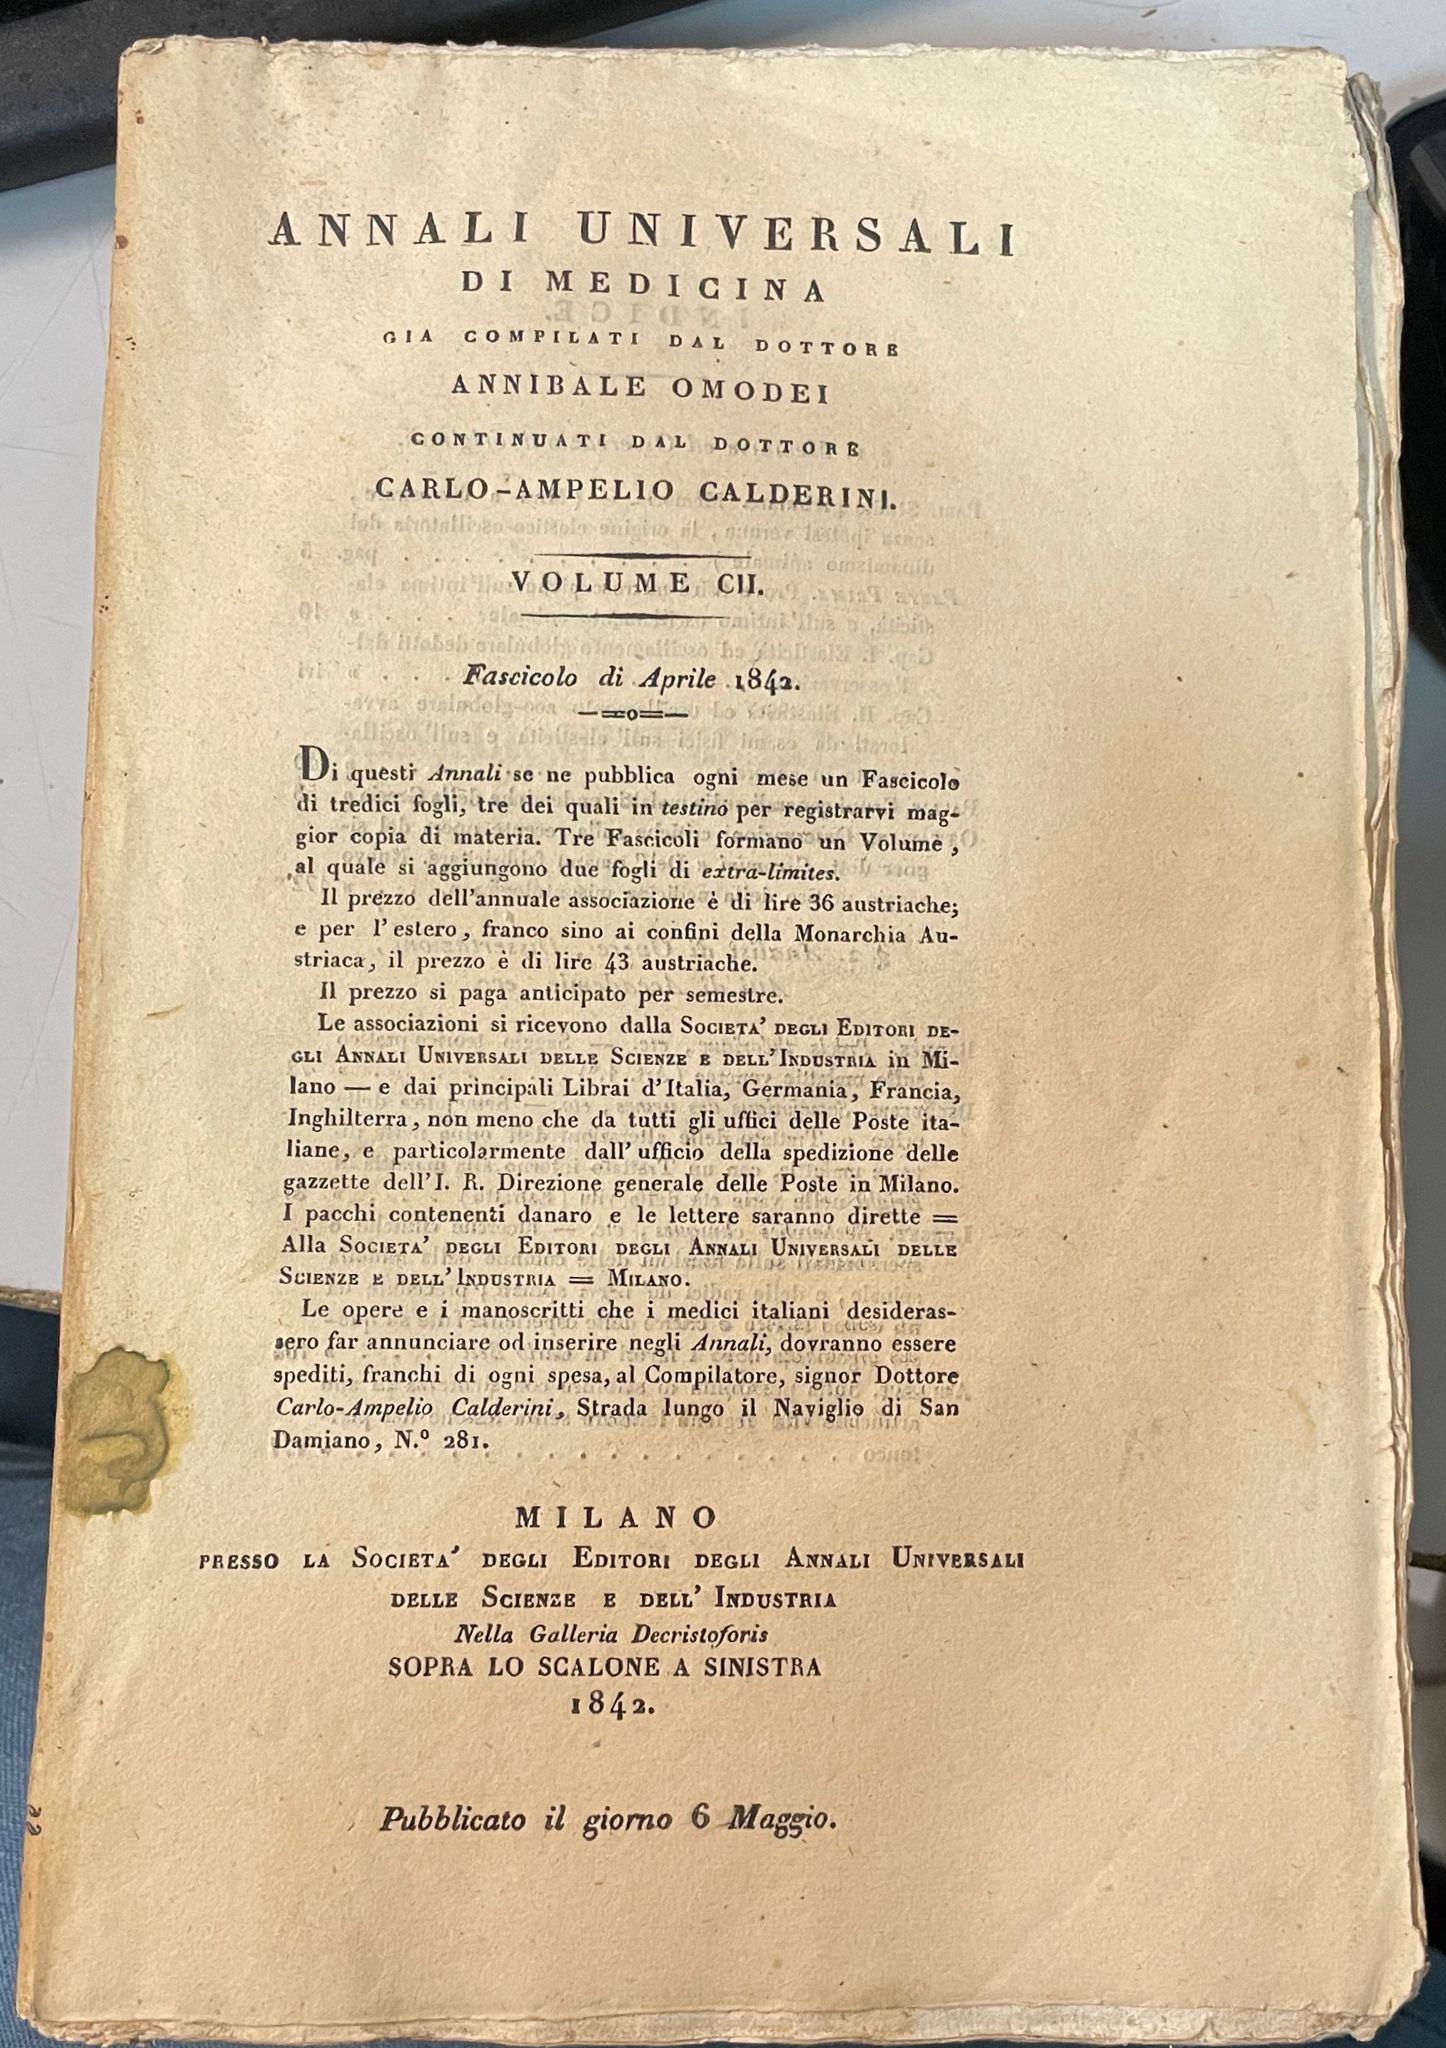 ANNALI UNIVERSALI
DI MEDICINA
GIA COMPILATI DAL DOTTORE
ANNIBALE OMODEI
CONTINUATI DAL DOTTORE
CARLO-AMPELIO CALDERINI.
VOLUME CII.
Fascicolo di Aprile 1842.
Di questi Annali se ne pubblica ogni mese un Fascicolo
di tredici fogli, tre dei quali in testino per registrarvi mag-
gior copia di materia. Tre Fascicoli formano un Volume,
al quale si aggiungono due fogli di extra-limites.
Il prezzo dell'annuale associazione è di lire 36 austriache;
e per l'estero, franco sino ai confini della Monarchia Au-
striaca, il prezzo è di lire 43 austriache.
Il prezzo si paga anticipato per semestre.
Le associazioni si ricevono dalla SOCIETA' DEGLI EDITORI DE-
GLI ANNALI UNIVERSALI DELLE SCIENZE E DELL'INDUSTRIA in Mi-
lano — e dai principali Librai d'Italia, Germania, Francia,
Inghilterra, non meno che da tutti gli uffici delle Poste ita-
liane, e particolarmente dall'ufficio della spedizione delle
gazzette dell'I. R. Direzione generale delle Poste in Milano.
I pacchi contenenti danaro e le lettere saranno dirette =
Alla SOCIETA' DEGLI EDITORI DEGLI ANNALI UNIVERSALI DELLE
SCIENZE E DELL'INDUSTRIA = MILANO.
Le opere e i manoscritti che i medici italiani desideras-
sero far annunciare od inserire negli Annali, dovranno essere
spediti, franchi di ogni spesa, al Compilatore, signor Dottore
Carlo-Ampelio Calderini, Strada lungo il Naviglio di San
Damiano, N.º 281.
MILANO
PRESSO LA SOCIETA' DEGLI EDITORI DEGLI ANNALI UNIVERSALI
DELLE SCIENZE E DELL'INDUSTRIA
Nella Galleria Decristoforis
SOPRA LO SCALONE A SINISTRA
1842.
Pubblicato il giorno 6 Maggio.